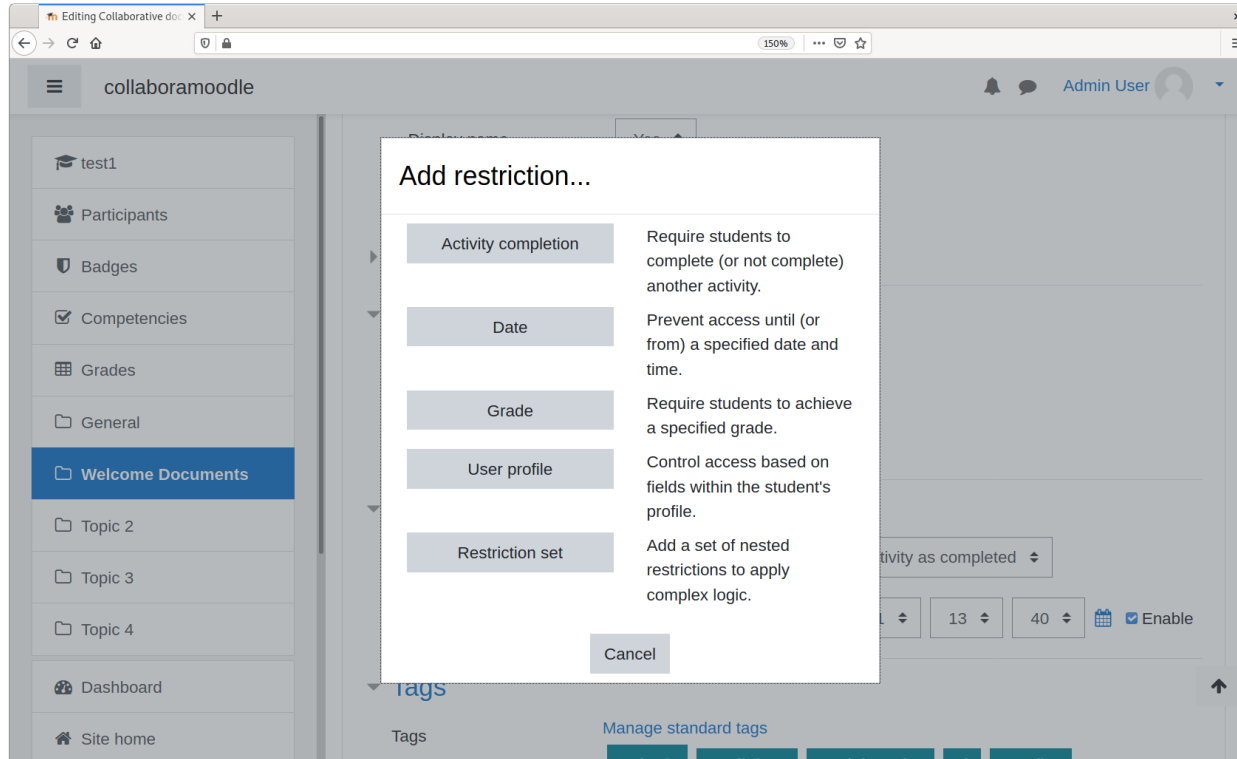 Editing Collaborative doc
150%
collaboramoodle
Admin User
test1
Participants
Badges
Competencies
Grades
General
Welcome Documents
Topic 2
Topic 3
Topic 4
Dashboard
Site home
Display name
Yes
Add restriction...
Activity completion
Require students to
complete (or not complete)
another activity.
Date
Prevent access until (or
from) a specified date and
time.
Grade
Require students to achieve
a specified grade.
User profile
Control access based on
fields within the student's
profile.
Restriction set
Add a set of nested
restrictions to apply
complex logic.
Cancel
tivity as completed
13
40
Enable
Tags
Tags
Manage standard tags